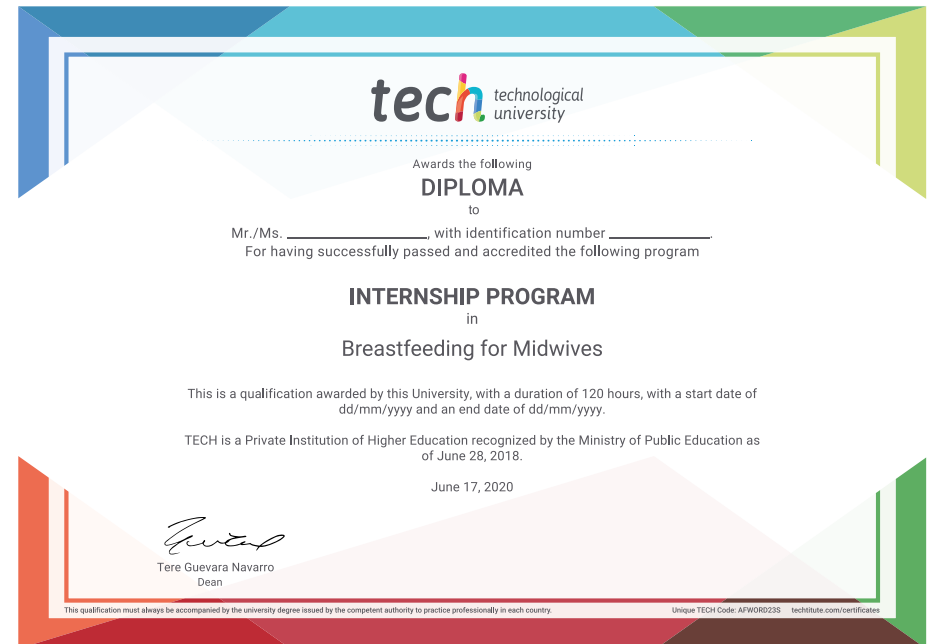 tech technological
university
Awards the following
DIPLOMA
to
Mr./Ms. ____________________, with identification number ______________.
For having successfully passed and accredited the following program
INTERNSHIP PROGRAM
in
Breastfeeding for Midwives
This is a qualification awarded by this University, with a duration of 120 hours, with a start date of
dd/mm/yyyy and an end date of dd/mm/yyyy.
TECH is a Private Institution of Higher Education recognized by the Ministry of Public Education as
of June 28, 2018.
June 17, 2020
Tere Guevara Navarro
Dean
This qualification must always be accompanied by the university degree issued by the competent authority to practice professionally in each country.
Unique TECH Code: AFWORD23S techtitute.com/certificates